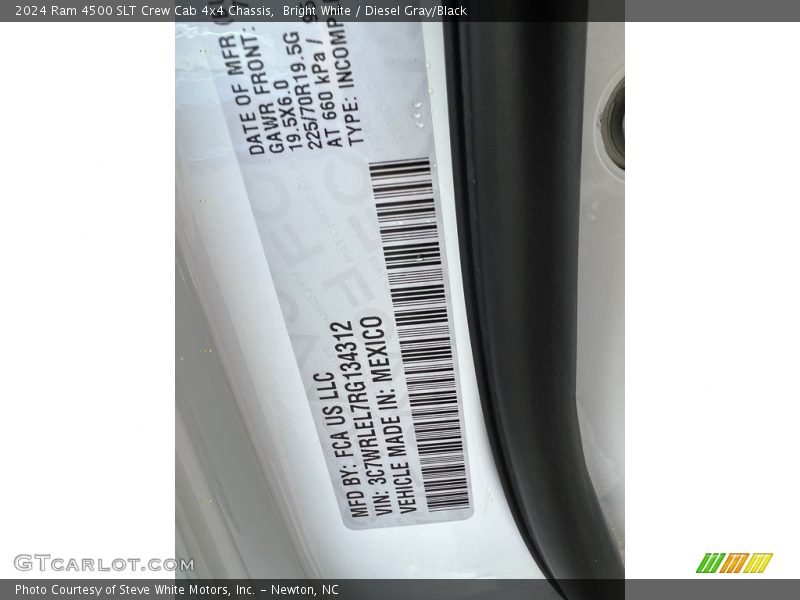 2024 Ram 4500 SLT Crew Cab 4x4 Chassis,  Bright White / Diesel Gray/Black
DATE OF MFR
GAWR FRONT:
19.5X6.0
225/70R19.5G
AT 660 kPa /
TYPE:
MFD BY: FCA US LLC
VIN: 3C7WRLEL7RG134312
VEHICLE MADE IN: MEXICO
GTcarlot.com
Photo Courtesy of Steve White Motors, Inc. – Newton, NC